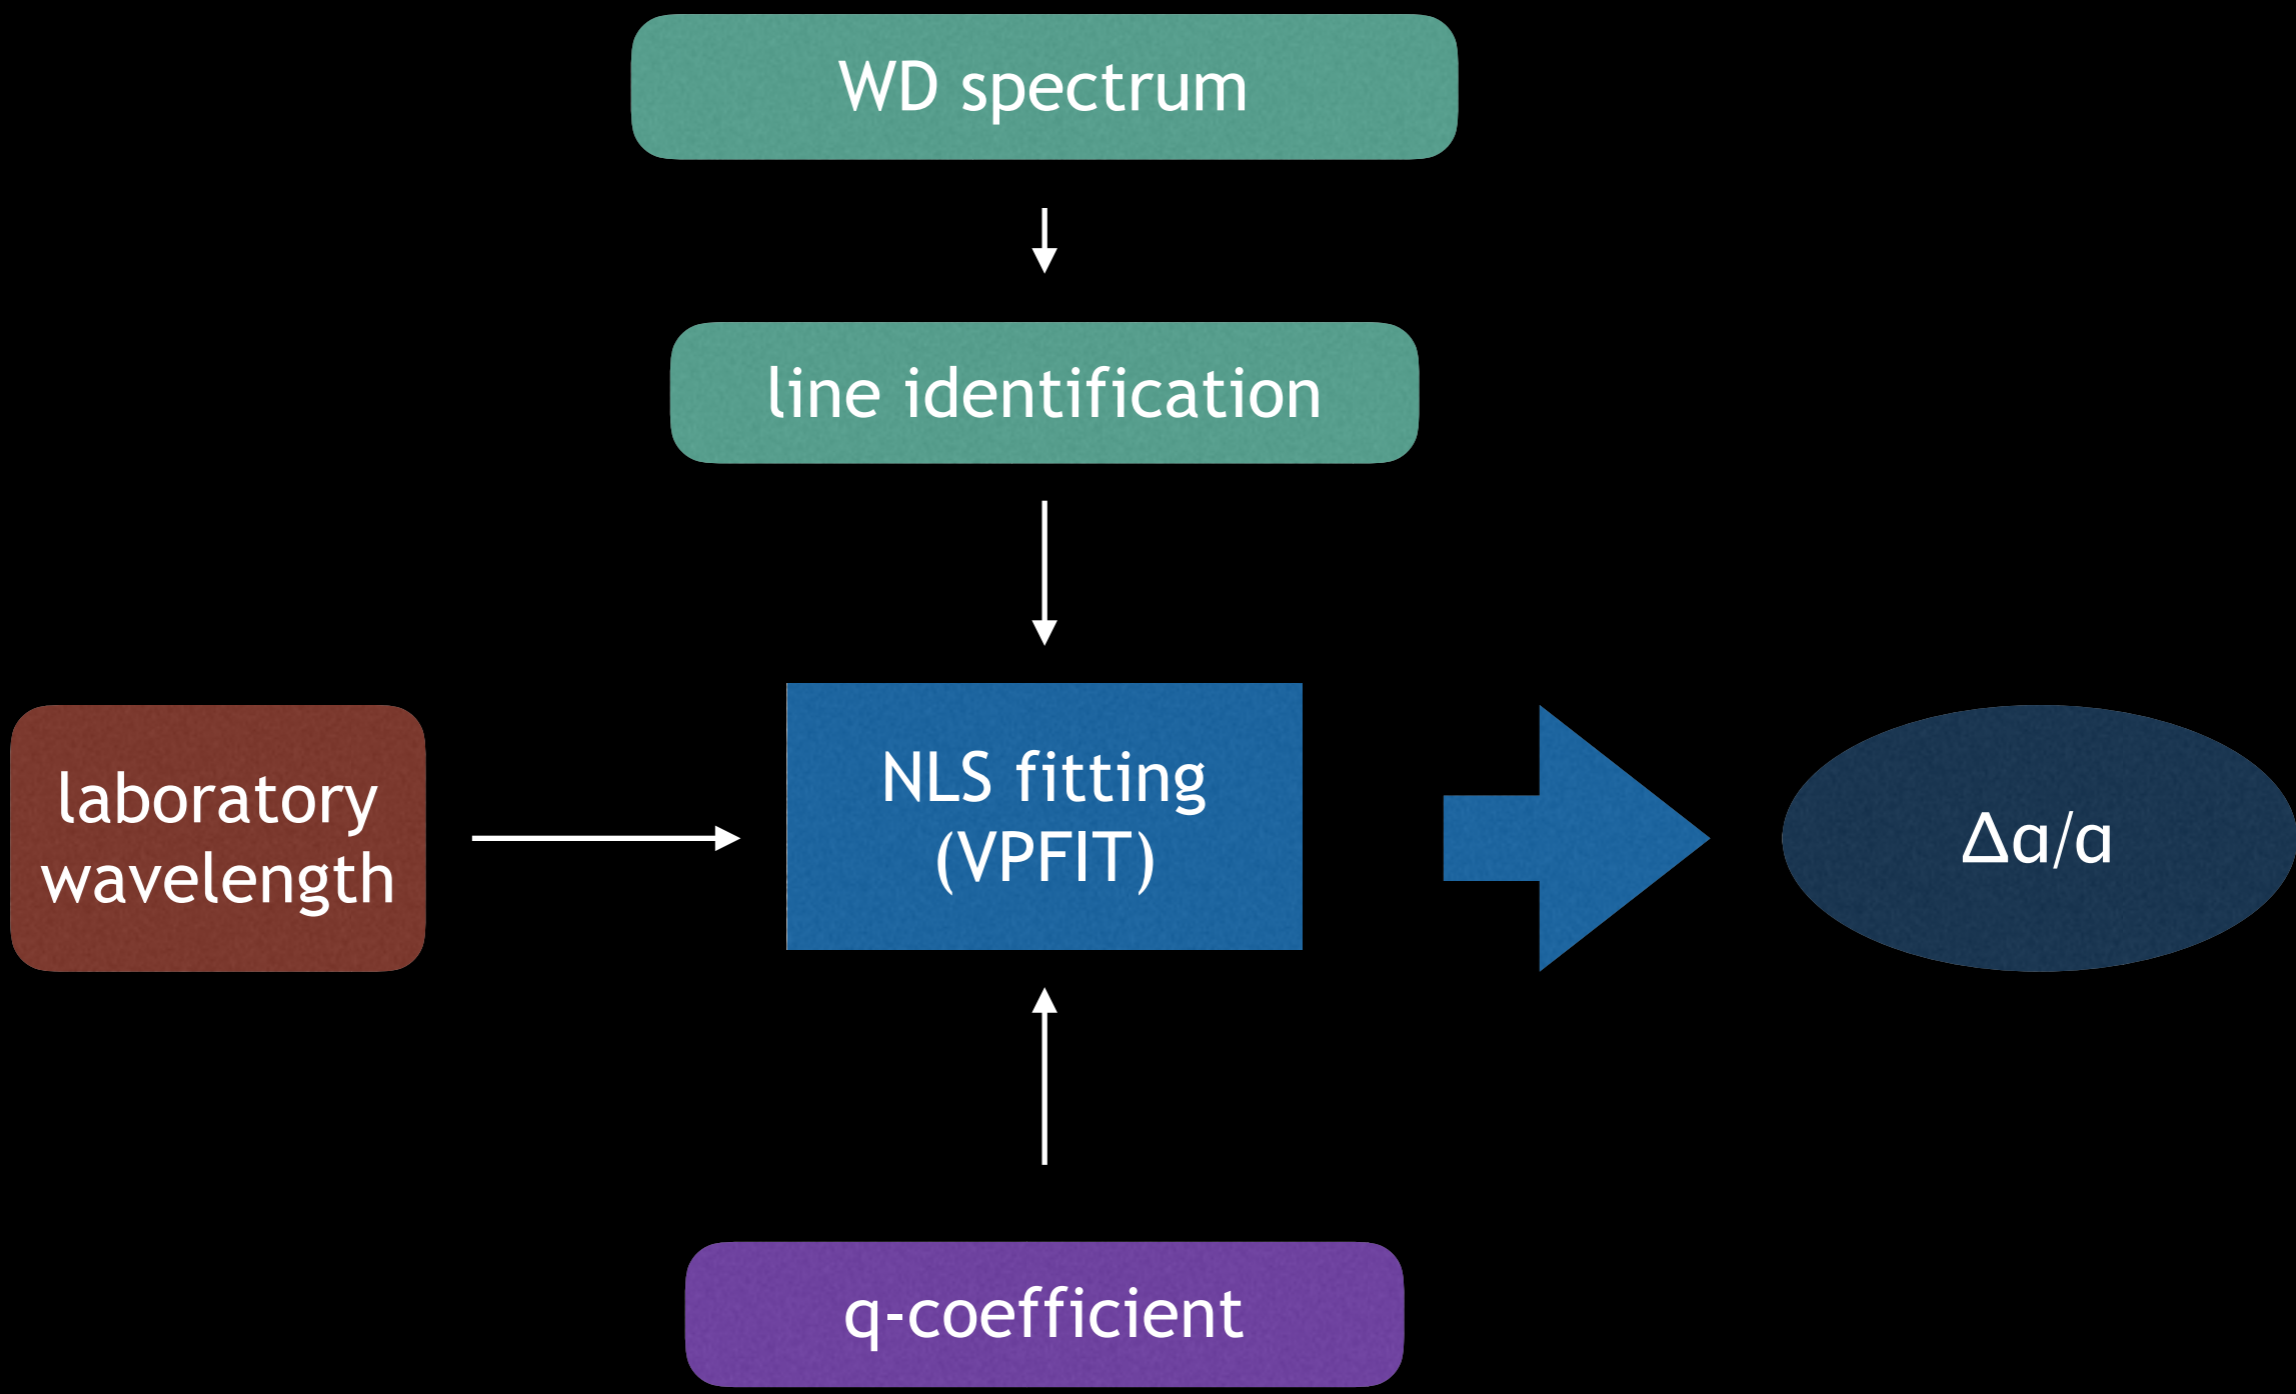 WD spectrum
line identification
laboratory
wavelength
NLS fitting
(VPFIT)
Δα/α
q-coefficient